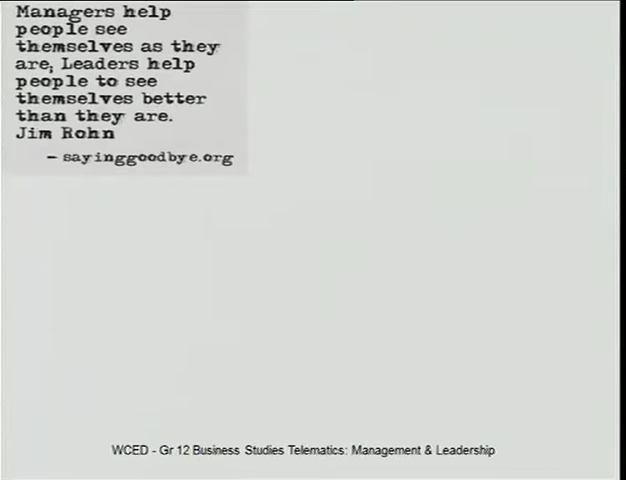 Managers help
people see
themselves as they
are, Leaders help
people to see
themselves better
than they are.
Jim Rohn
– sayinggoodbye.org
WCED - Gr 12 Business Studies Telematics: Management & Leadership